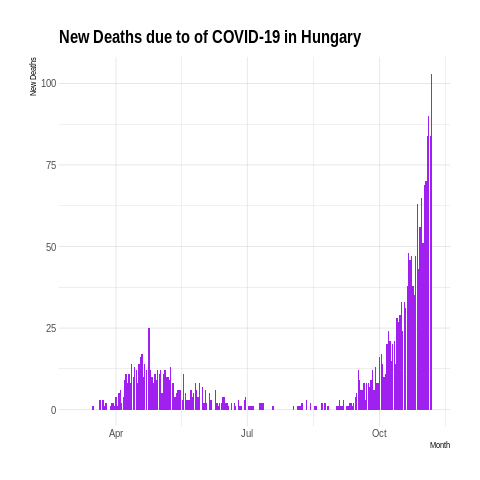 New Deaths due to of COVID-19 in Hungary
New Deaths
100
75
50
25
0
Apr Jul Oct
Month